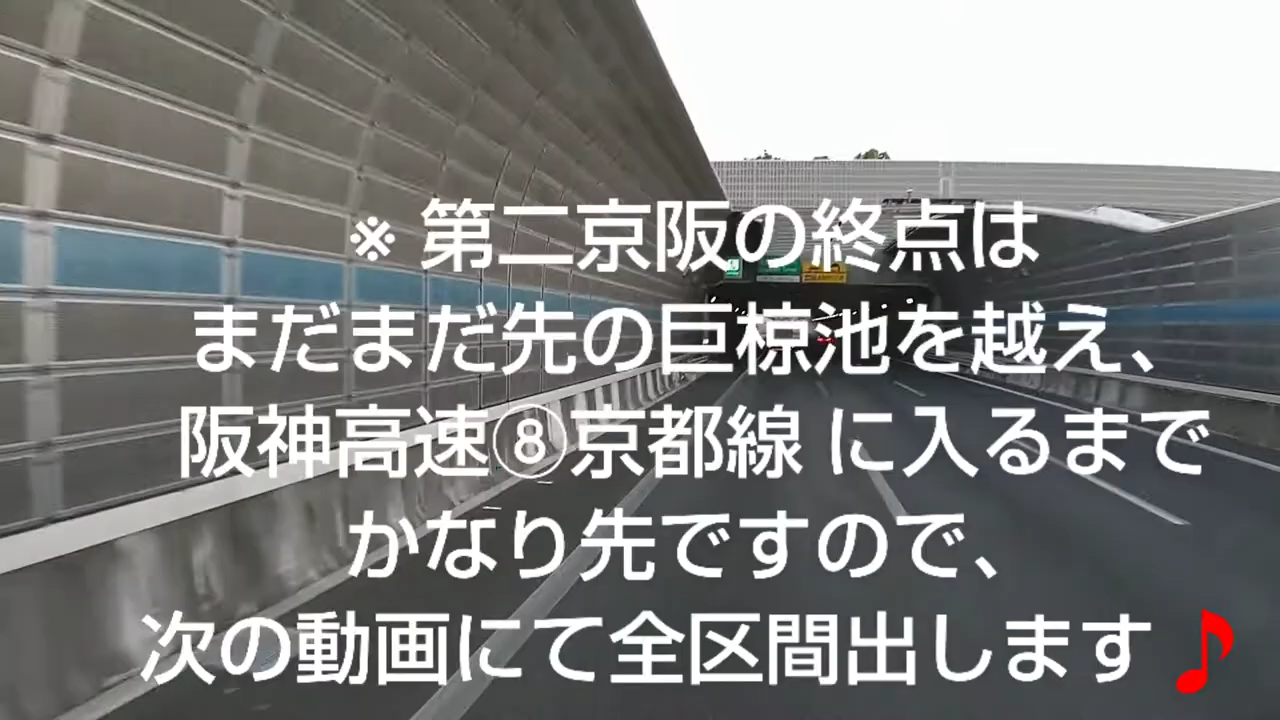 ※ 第二京阪の終点は
まだまだ先の巨椋池を越え、
阪神高速⑧京都線 に入るまで
かなり先ですので、
次の動画にて全区間出します♪